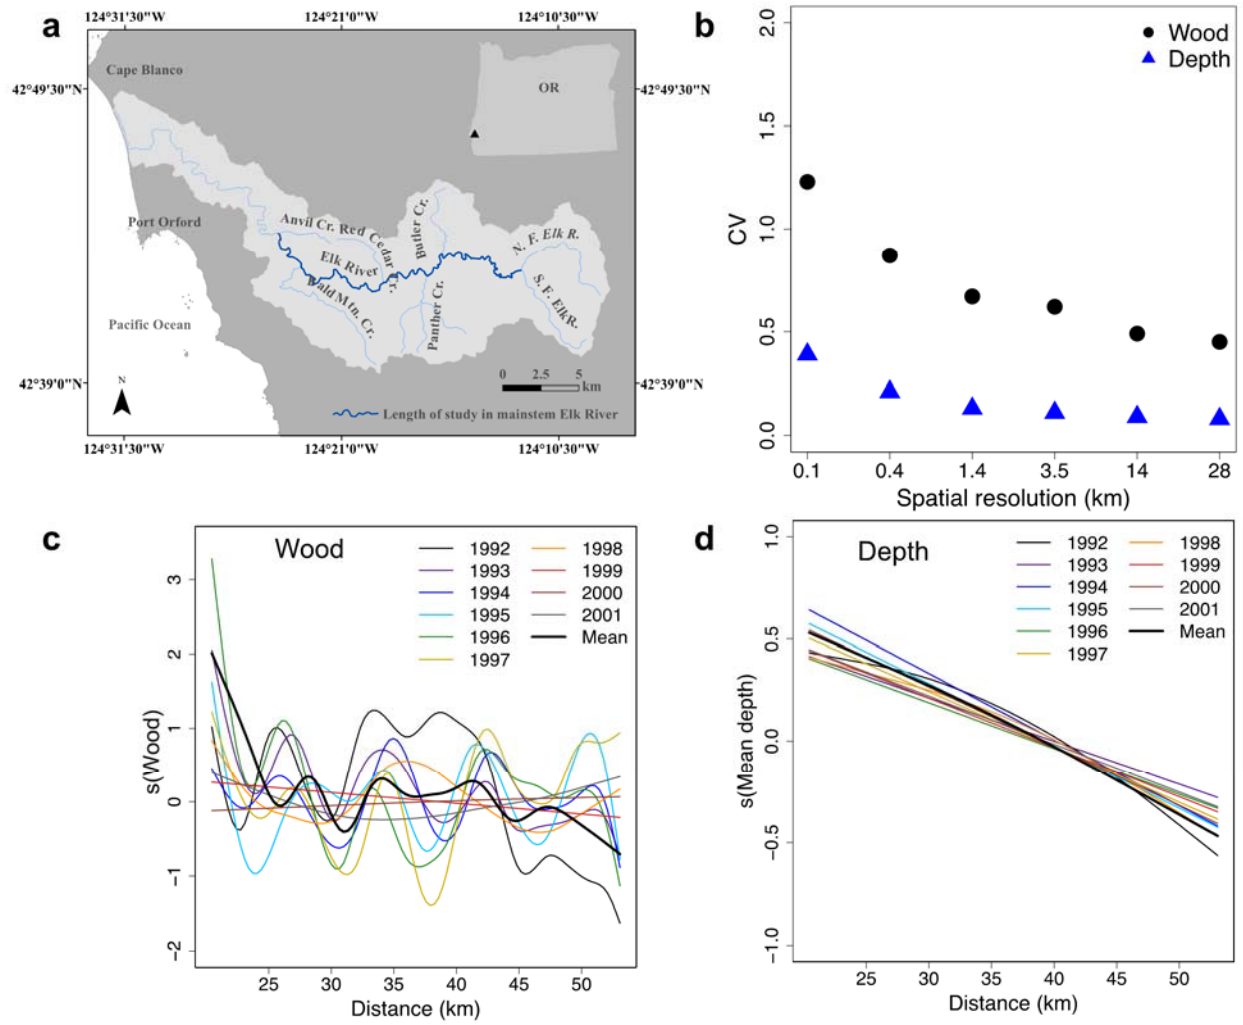 a
124°31'30"W 124°21'0"W 124°10'30"W
42°49'30"N
42°49'30"N
Cape Blanco
OR
Port Orford
Anvil Cr.
Red Cedar Cr.
Butler Cr.
N. F. Elk R.
Elk River
Bald Mtn. Cr.
Panther Cr.
S. F. ElkR.
Pacific Ocean
0 2.5 5
km
42°39'0"N
42°39'0"N
N
Length of study in mainstem Elk River
124°31'30"W 124°21'0"W 124°10'30"W
b
Wood
Depth
CV
2.0
1.5
1.0
0.5
0.0
0.1 0.4 1.4 3.5 14 28
Spatial resolution (km)
c
Wood
1992 1998
1993 1999
1994 2000
1995 2001
1996 Mean
1997
s(Wood)
3
2
1
0
−1
−2
25 30 35 40 45 50
Distance (km)
d
Depth
1992 1998
1993 1999
1994 2000
1995 2001
1996 Mean
1997
s(Mean depth)
1.0
0.5
0.0
−0.5
−1.0
25 30 35 40 45 50
Distance (km)